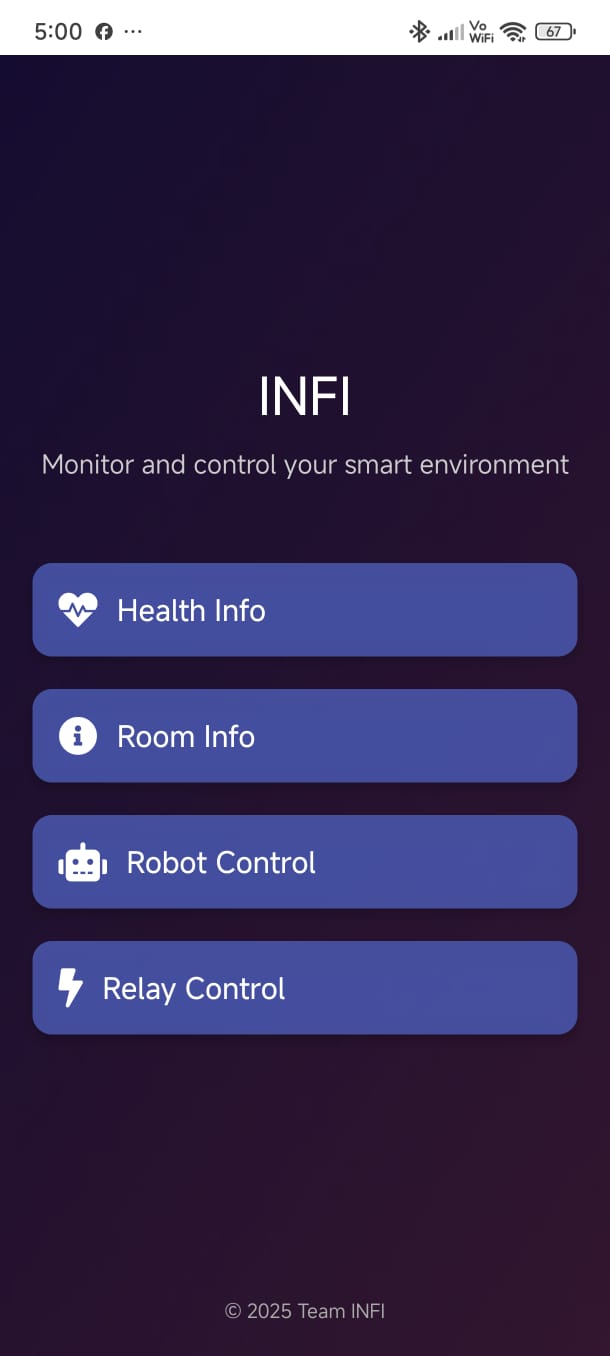 5:00 ...
Vo
WiFi
67
INFI
Monitor and control your smart environment
Health Info
Room Info
Robot Control
Relay Control
© 2025 Team INFI